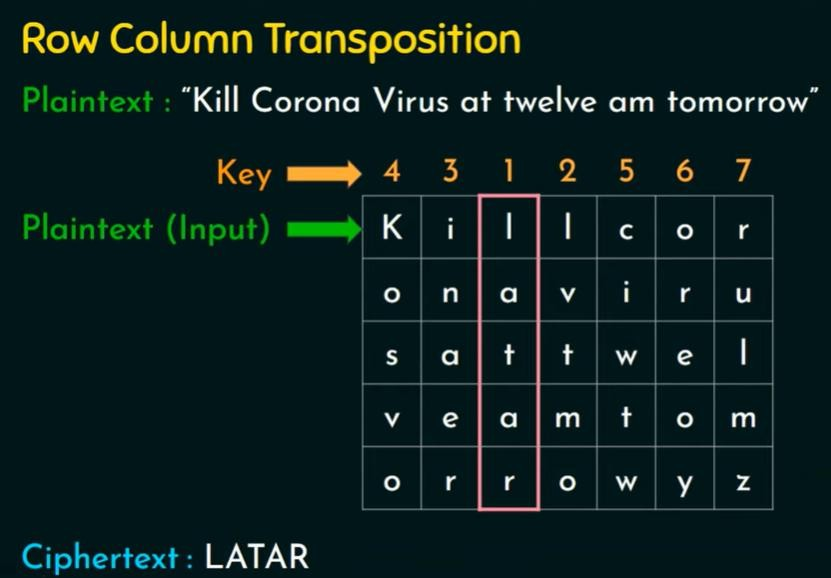 Row Column Transposition
Plaintext : “Kill Corona Virus at twelve am tomorrow”
Key 4 3 1 2 5 6 7
Plaintext (Input) K i l l c o r
o n a v i r u
s a t t w e l
v e a m t o m
o r r o w y z
Ciphertext : LATAR